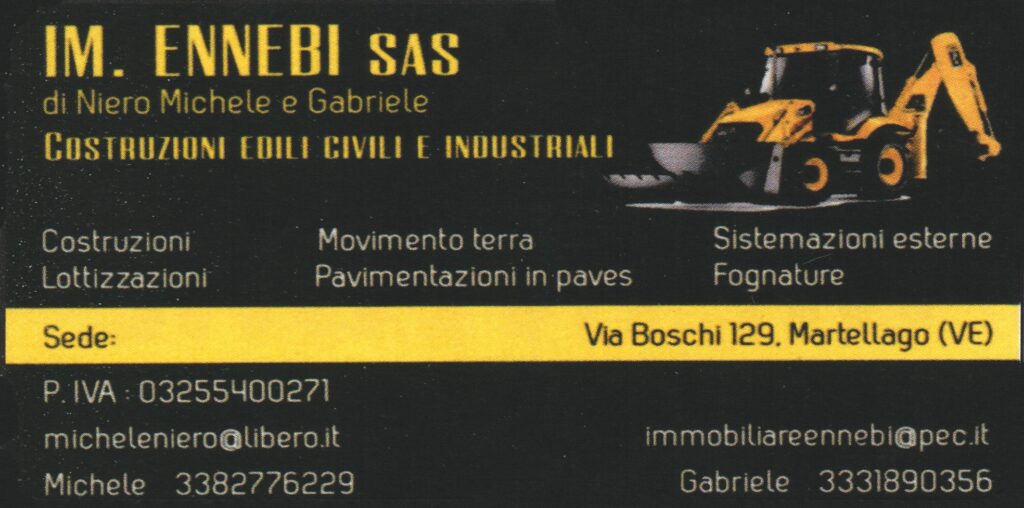 IM. ENNEBI SAS
di Niero Michele e Gabriele
COSTRUZIONI EDILI CIVILI E INDUSTRIALI
Costruzioni Movimento terra Sistemazioni esterne
Lottizzazioni Pavimentazioni in paves Fognature
Sede: Via Boschi 129, Martellago (VE)
P. IVA : 03255400271
micheleniero@libero.it immobiliareennebi@pec.it
Michele 3382776229 Gabriele 3331890356